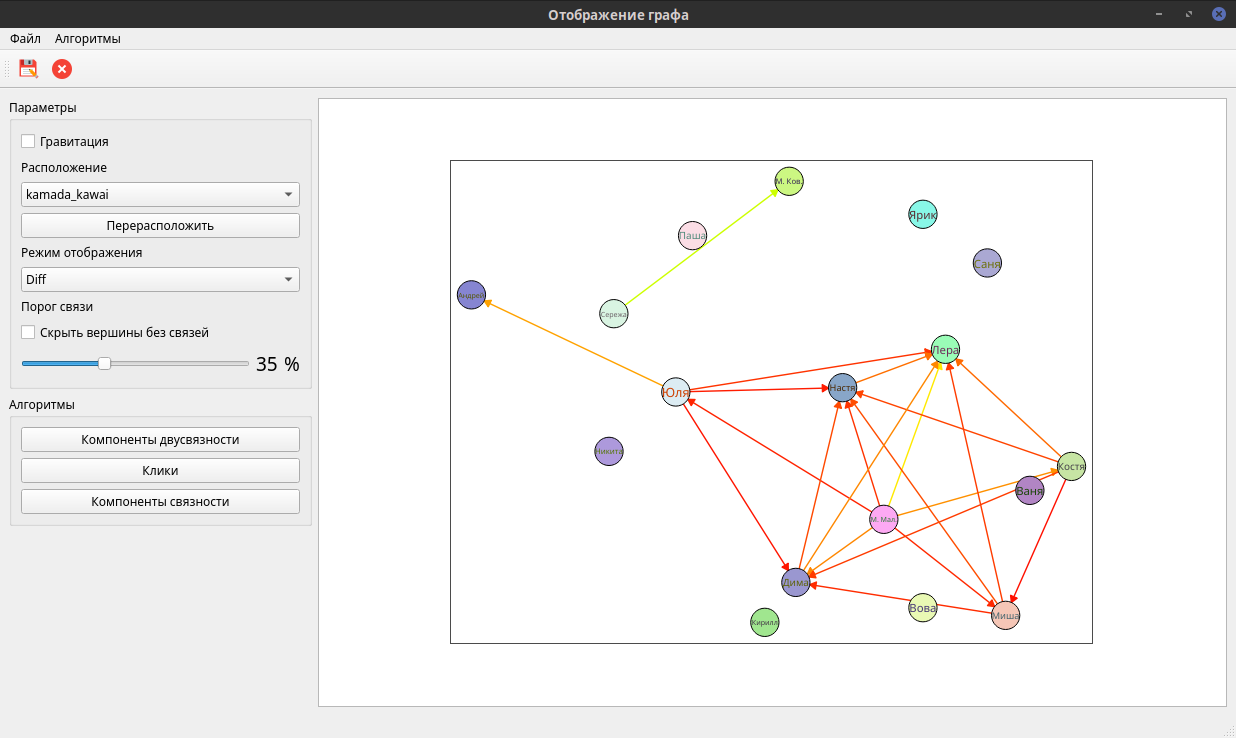 Отображение графа
Файл Алгоритмы
Параметры
Гравитация
Расположение
kamada_kawai
Перерасположить
Режим отображения
Diff
Порог связи
Скрыть вершины без связей
35 %
Алгоритмы
Компоненты двусвязности
Клики
Компоненты связности
М. Ков.
Ярик
Паша
Саня
Андрей
Сережа
Лера
Настя
Юля
Никита
Костя
Ваня
М. Мал.
Дима
Вова
Миша
Кирилл